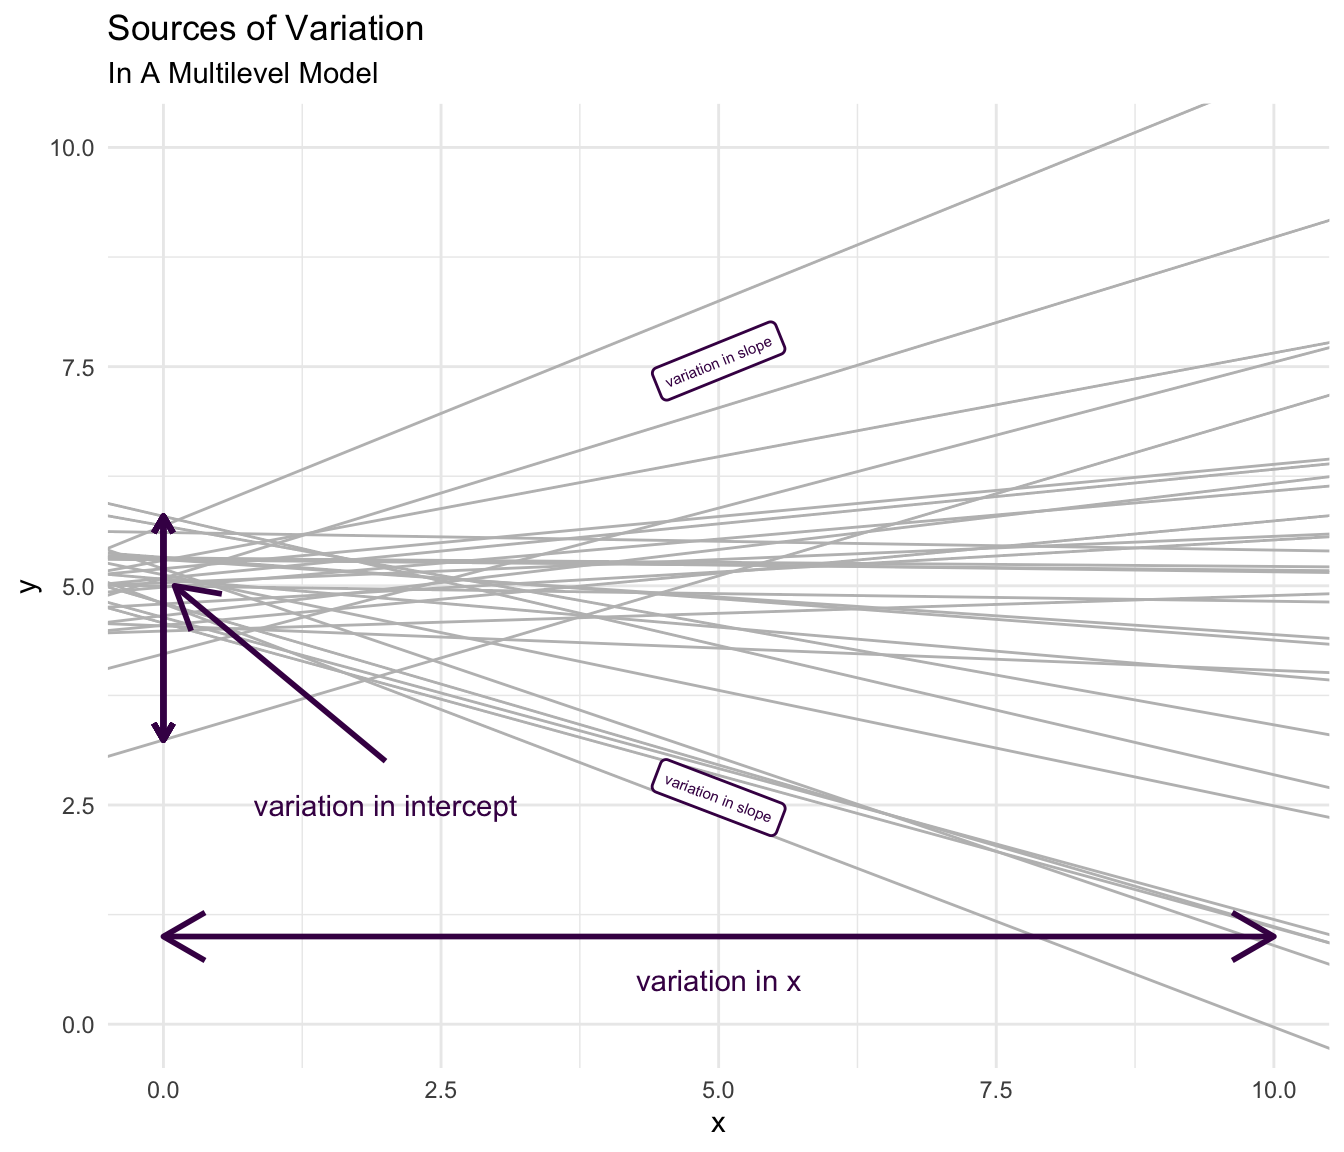 Sources of Variation
In A Multilevel Model
10.0
7.5
5.0
2.5
0.0
y
variation in slope
variation in intercept
variation in slope
variation in x
0.0 2.5 5.0 7.5 10.0
x